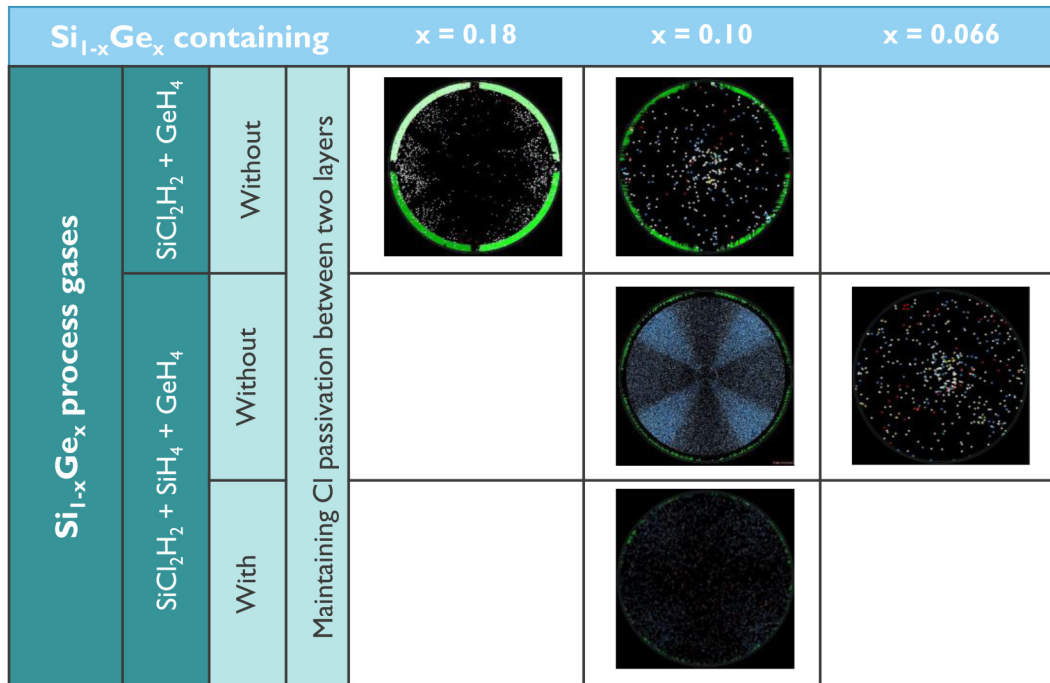 Si₁₋ₓGeₓ containing
x = 0.18
x = 0.10
x = 0.066
Si₁₋ₓGeₓ process gases
SiCl₂H₂ + GeH₄
Without
Maintaining Cl passivation between two layers
SiCl₂H₂ + SiH₄ + GeH₄
Without
With